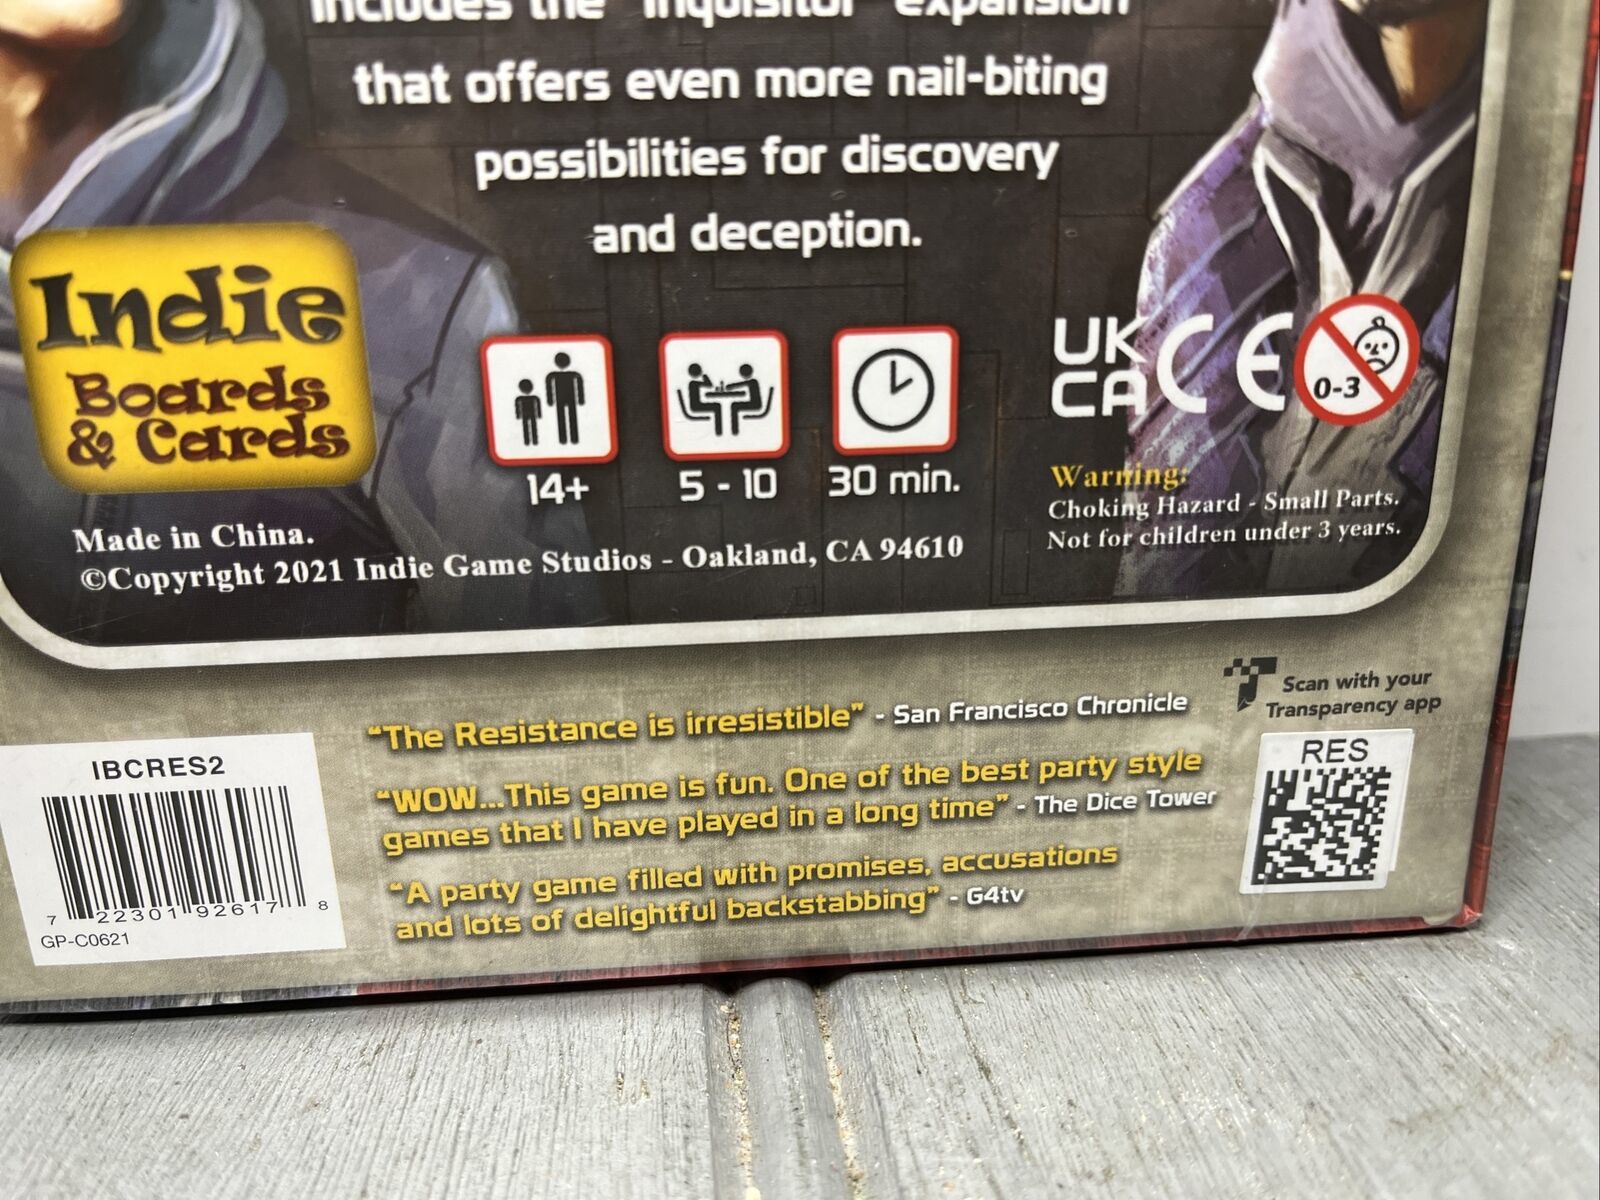 Includes the "Inquisitor" expansion
that offers even more nail-biting
possibilities for discovery
and deception.
Indie
Boards
& Cards
14+
5 - 10
30 min.
UK
CA CE
0-3
Warning:
Choking Hazard - Small Parts.
Not for children under 3 years.
Made in China.
©Copyright 2021 Indie Game Studios - Oakland, CA 94610
Scan with your
Transparency app
RES
"The Resistance is irresistible" - San Francisco Chronicle
"WOW...This game is fun. One of the best party style
games that I have played in a long time" - The Dice Tower
"A party game filled with promises, accusations
and lots of delightful backstabbing" - G4tv
IBCRES2
7 22301 92617 8
GP-C0621